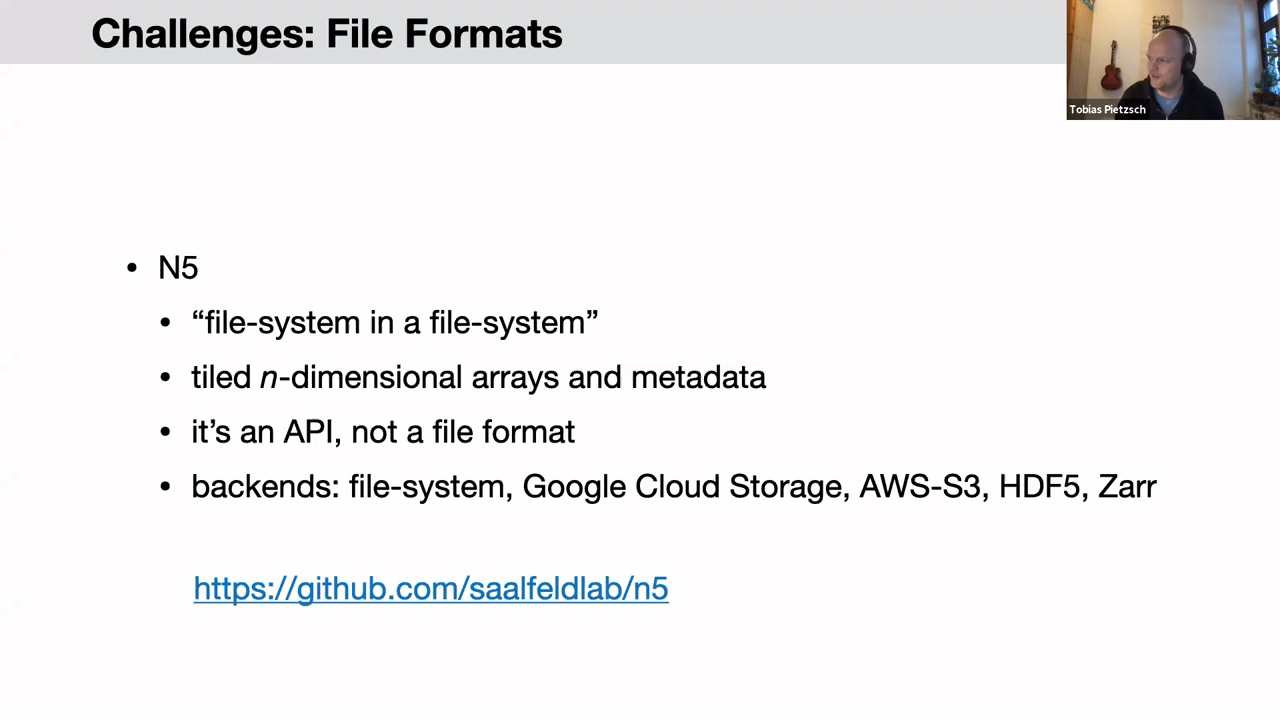 Challenges: File Formats
Tobias Pietzsch
• N5
• “file-system in a file-system”
• tiled n-dimensional arrays and metadata
• it’s an API, not a file format
• backends: file-system, Google Cloud Storage, AWS-S3, HDF5, Zarr
https://github.com/saalfeldlab/n5